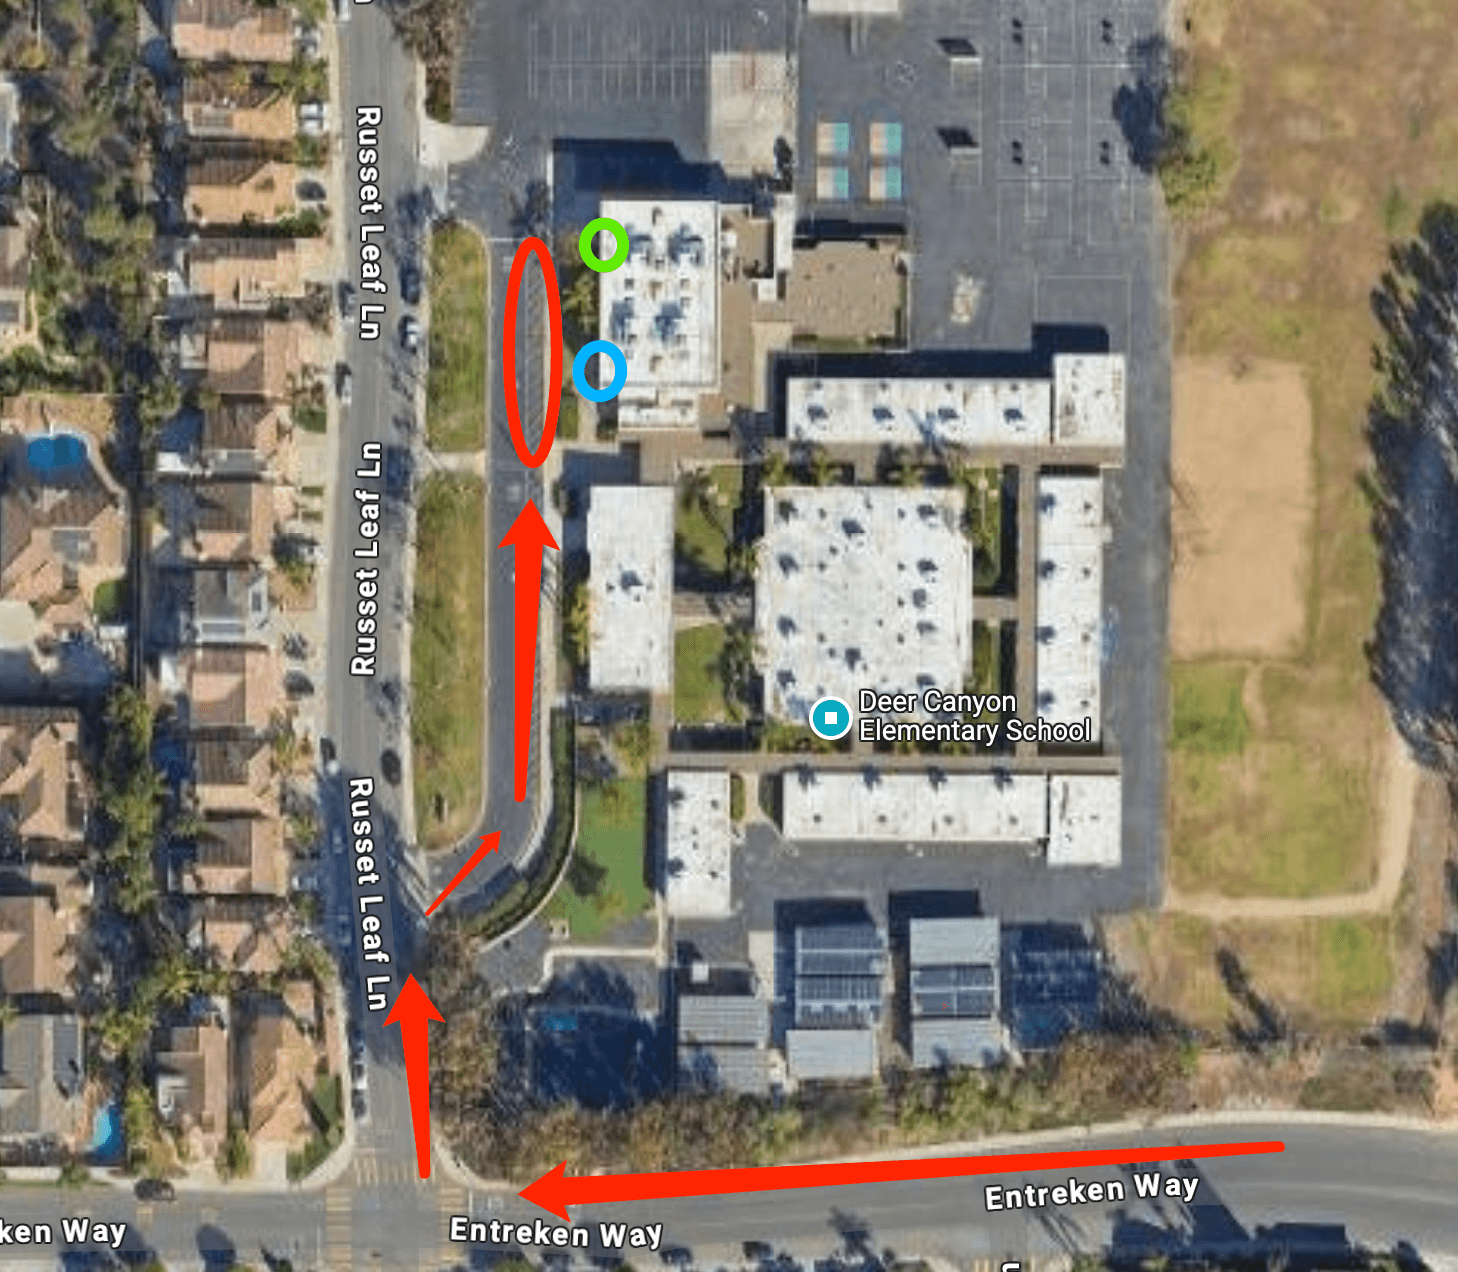 Russet Leaf Ln
Russet Leaf Ln
Deer Canyon
Elementary School
Russet Leaf Ln
Entreken Way
ken Way
Entreken Way